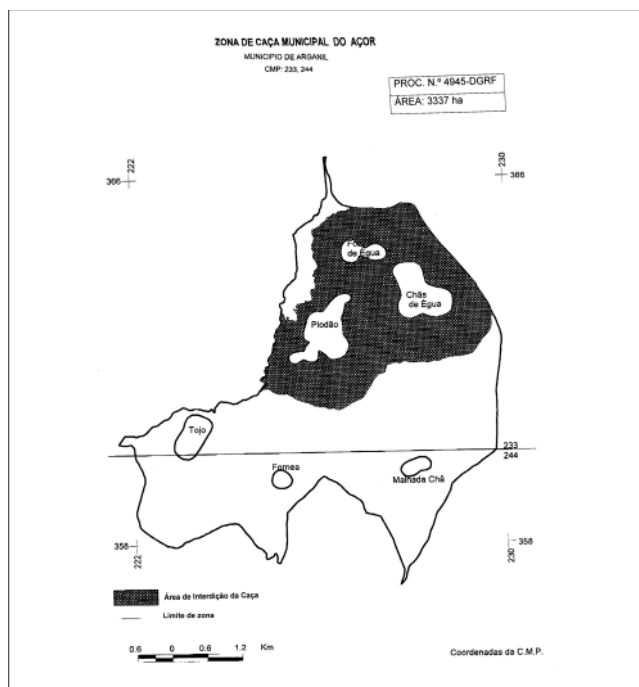 ZONA DE CAÇA MUNICIPAL DO AÇOR
MUNICIPIO DE ARGANIL
CMP: 233, 244
PROC. N.º 4945-DGRF
ÁREA: 3337 ha
222
366
230
366
de Égua
Chãs
de Égua
Piodão
Tojo
233
244
Fornea
Malhada Chã
358
222
230
358
Área de Interdição da Caça
Limite de zona
0.6 0 0.6 1.2 Km
Coordenadas da C.M.P.